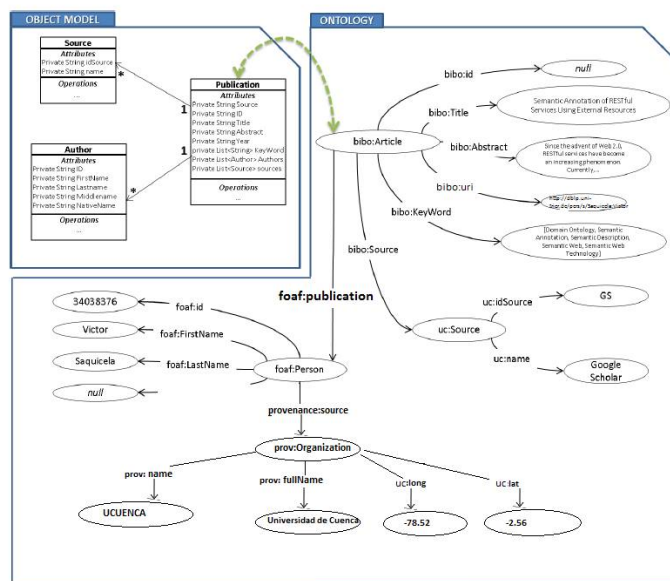 OBJECT MODEL
ONTOLOGY
Source
Attributes
Private String idSource
Private String name
Operations
...
Publication
Attributes
Private String Source
Private String ID
Private String Title
Private String Abstract
Private String Year
private List<String> KeyWord
private List<Author> Authors
Private List<Source> sources
Operations
...
Author
Attributes
Private String ID
Private String FirstName
Private String Lastname
Private String Middlename
Private String NativeName
Operations
...
*
1
1
*
bibo:Article
bibo:id
null
bibo:Title
Semantic Annotation of RESTful
Services Using External Resources
bibo:Abstract
Since the advent of Web 2.0,
RESTful services have become
an increasing phenomenon.
Currently,...
bibo:uri
bibo:KeyWord
[Domain Ontology, Semantic
Annotation, Semantic Description,
Semantic Web, Semantic Web
Technology]
bibo:Source
foaf:publication
uc:Source
uc:idSource
GS
uc:name
Google
Scholar
34038376
foaf:id
Victor
foaf:FirstName
Saquicela
foaf:LastName
null
foaf:Person
provenance:source
prov:Organization
prov: name
prov: fullName
uc:long
uc:lat
UCUENCA
Universidad de Cuenca
-78.52
-2.56